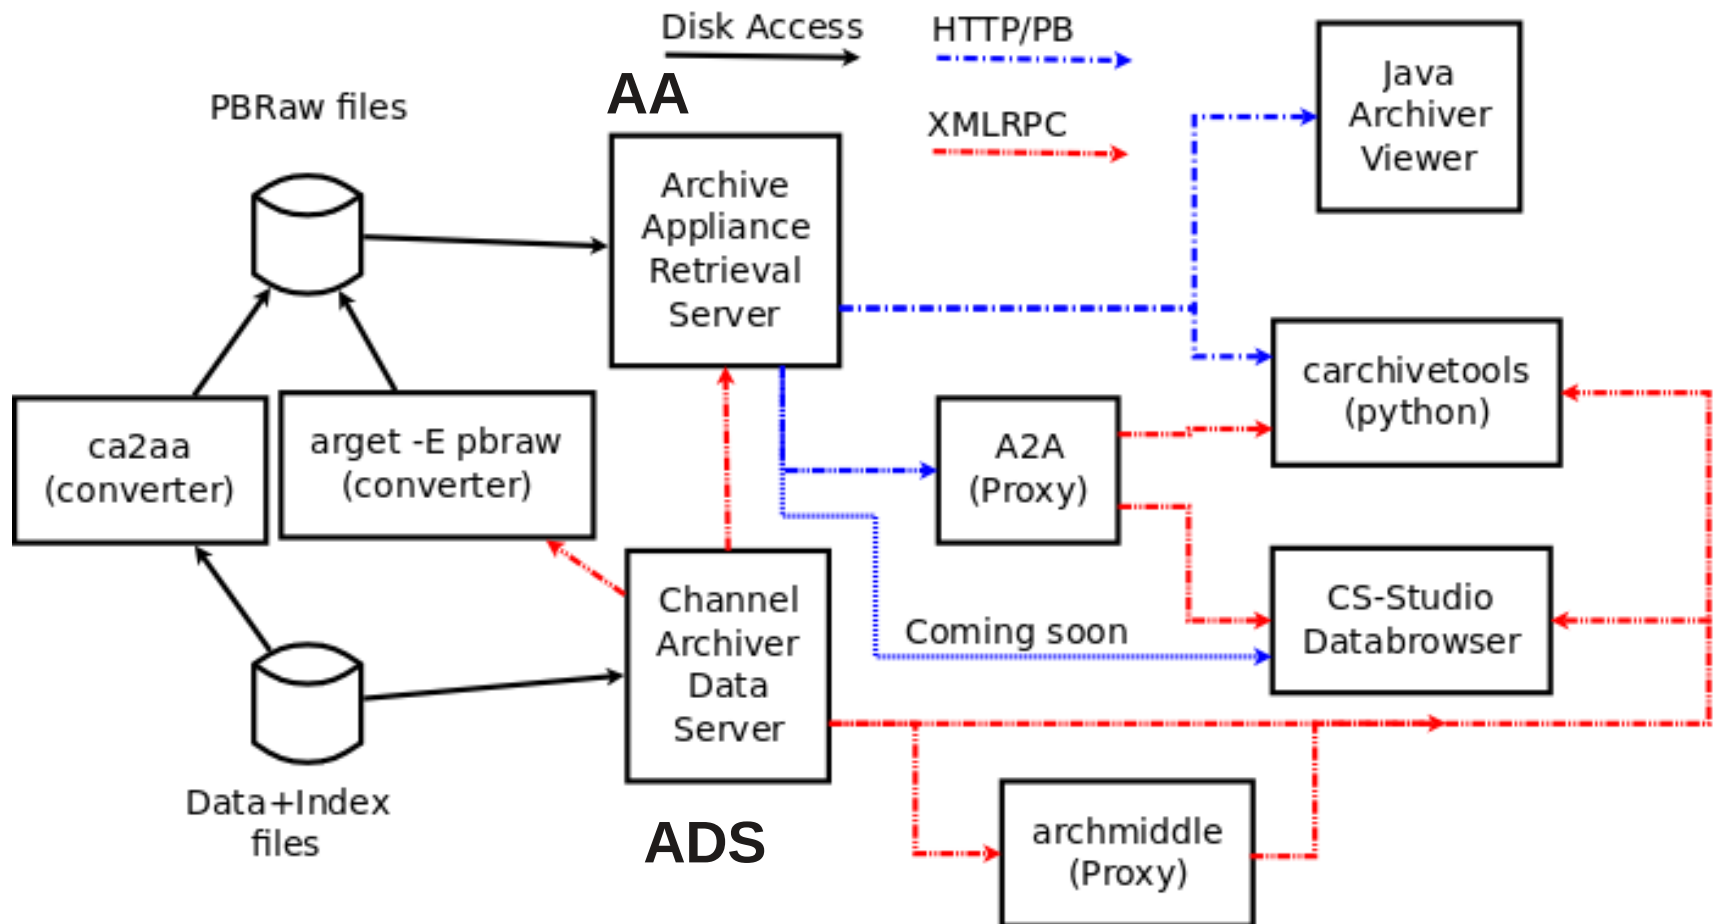 Disk Access
HTTP/PB
XMLRPC
AA
PBRaw files
Java
Archiver
Viewer
Archive
Appliance
Retrieval
Server
carchivetools
(python)
ca2aa
(converter)
arget -E pbraw
(converter)
A2A
(Proxy)
Channel
Archiver
Data
Server
Coming soon
CS-Studio
Databrowser
Data+Index
files
ADS
archmiddle
(Proxy)